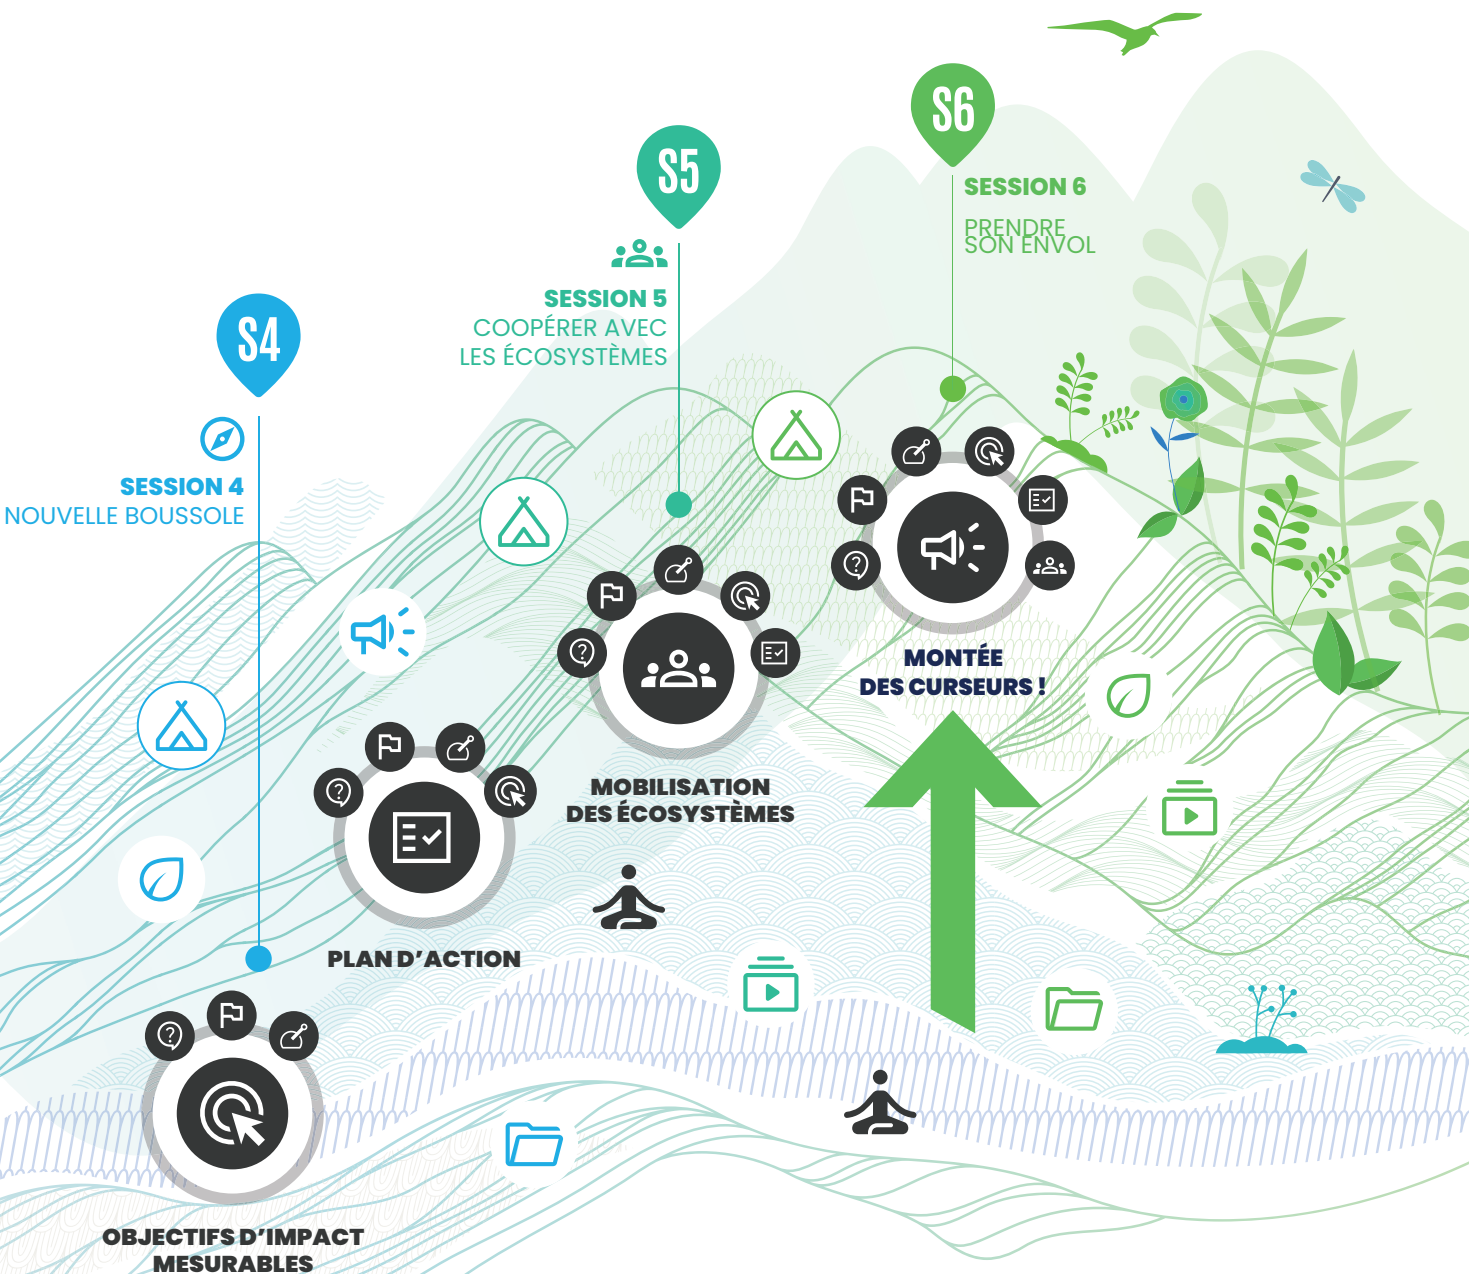 S6
SESSION 6
PRENDRE
SON ENVOL
S5
SESSION 5
COOPÉRER AVEC
LES ÉCOSYSTÈMES
S4
SESSION 4
NOUVELLE BOUSSOLE
MONTÉE
DES CURSEURS !
MOBILISATION
DES ÉCOSYSTÈMES
PLAN D’ACTION
OBJECTIFS D’IMPACT
MESURABLES